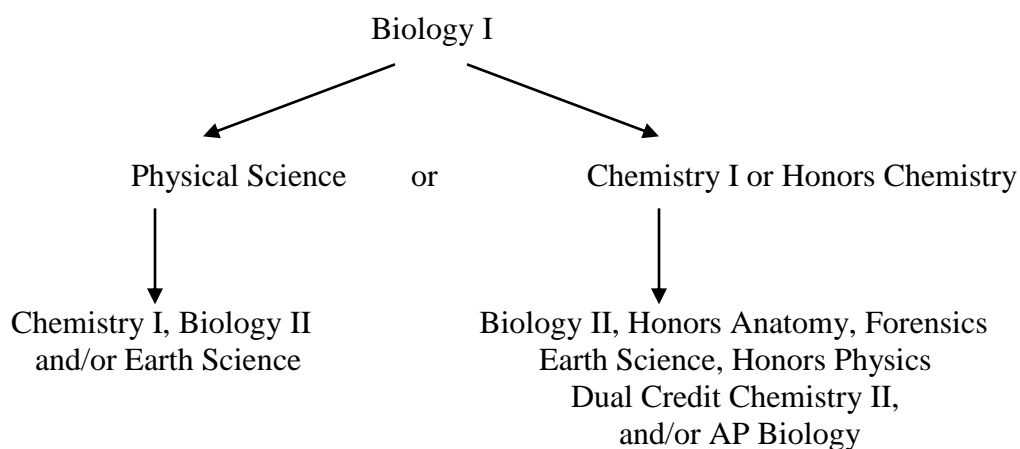 Biology I
Physical Science or Chemistry I or Honors Chemistry
Chemistry I, Biology II
and/or Earth Science
Biology II, Honors Anatomy, Forensics
Earth Science, Honors Physics
Dual Credit Chemistry II,
and/or AP Biology